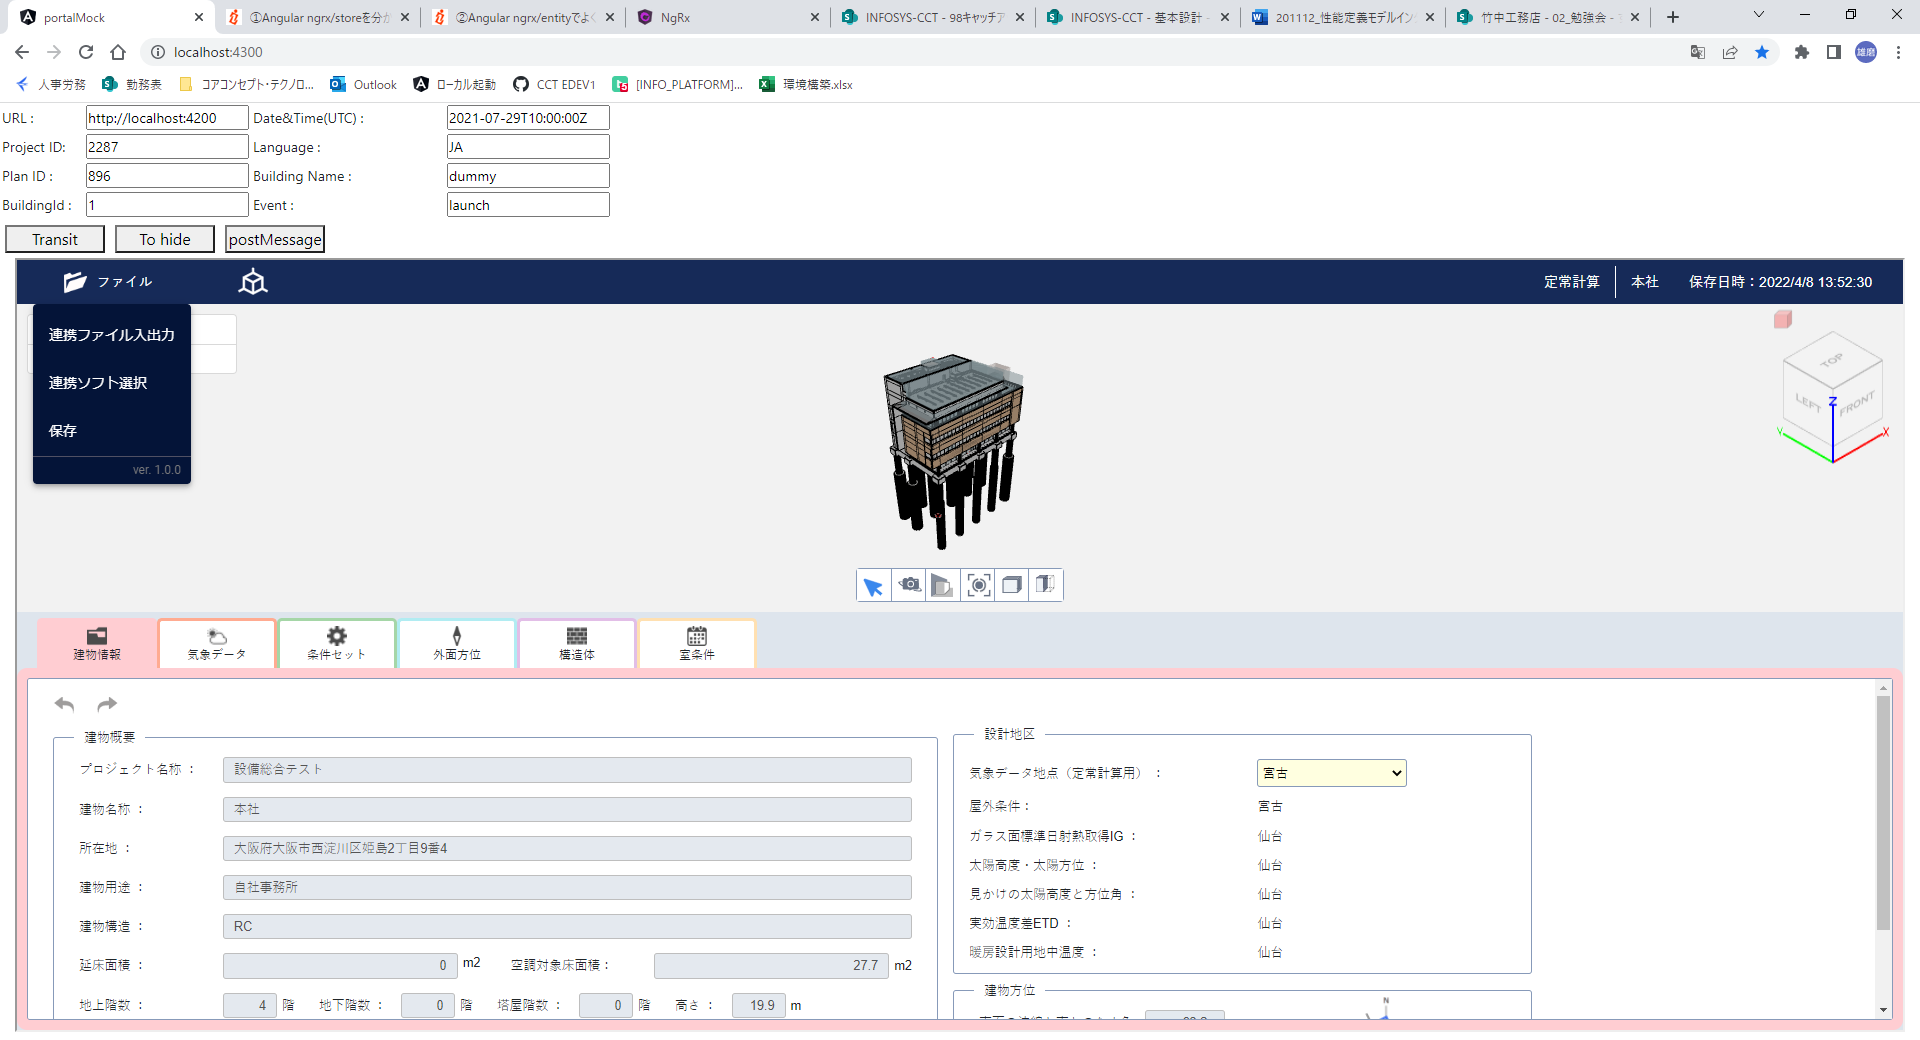 portalMock
①Angular ngrx/storeを分か
②Angular ngrx/entityでよく
NgRx
INFOSYS-CCT - 98キャッチア
INFOSYS-CCT - 基本設計 -
201112_性能定義モデルイン
竹中工務店 - 02_勉強会 -
localhost:4300
雄磨
人事労務
勤務表
コアコンセプト・テクノロ...
Outlook
ローカル起動
CCT EDEV1
[INFO_PLATFORM]...
環境構築.xlsx
URL : http://localhost:4200 Date&Time(UTC) : 2021-07-29T10:00:00Z
Project ID: 2287 Language : JA
Plan ID : 896 Building Name : dummy
BuildingId : 1 Event : launch
Transit To hide postMessage
ファイル
定常計算 本社 保存日時：2022/4/8 13:52:30
連携ファイル入出力
連携ソフト選択
保存
ver. 1.0.0
TOP
LEFT
FRONT
Z
Y
X
建物情報
気象データ
条件セット
外面方位
構造体
室条件
建物概要
プロジェクト名称 ： 設備総合テスト
建物名称 ： 本社
所在地 ： 大阪府大阪市西淀川区姫島2丁目9番4
建物用途 ： 自社事務所
建物構造 ： RC
延床面積 ： 0 m2 空調対象床面積： 27.7 m2
地上階数 ： 4 階 地下階数 ： 0 階 塔屋階数 ： 0 階 高さ ： 19.9 m
設計地区
気象データ地点（定常計算用） ： 宮古
屋外条件： 宮古
ガラス面標準日射熱取得IG ： 仙台
太陽高度・太陽方位 ： 仙台
見かけの太陽高度と方位角 ： 仙台
実効温度差ETD ： 仙台
暖房設計用地中温度 ： 仙台
建物方位
N